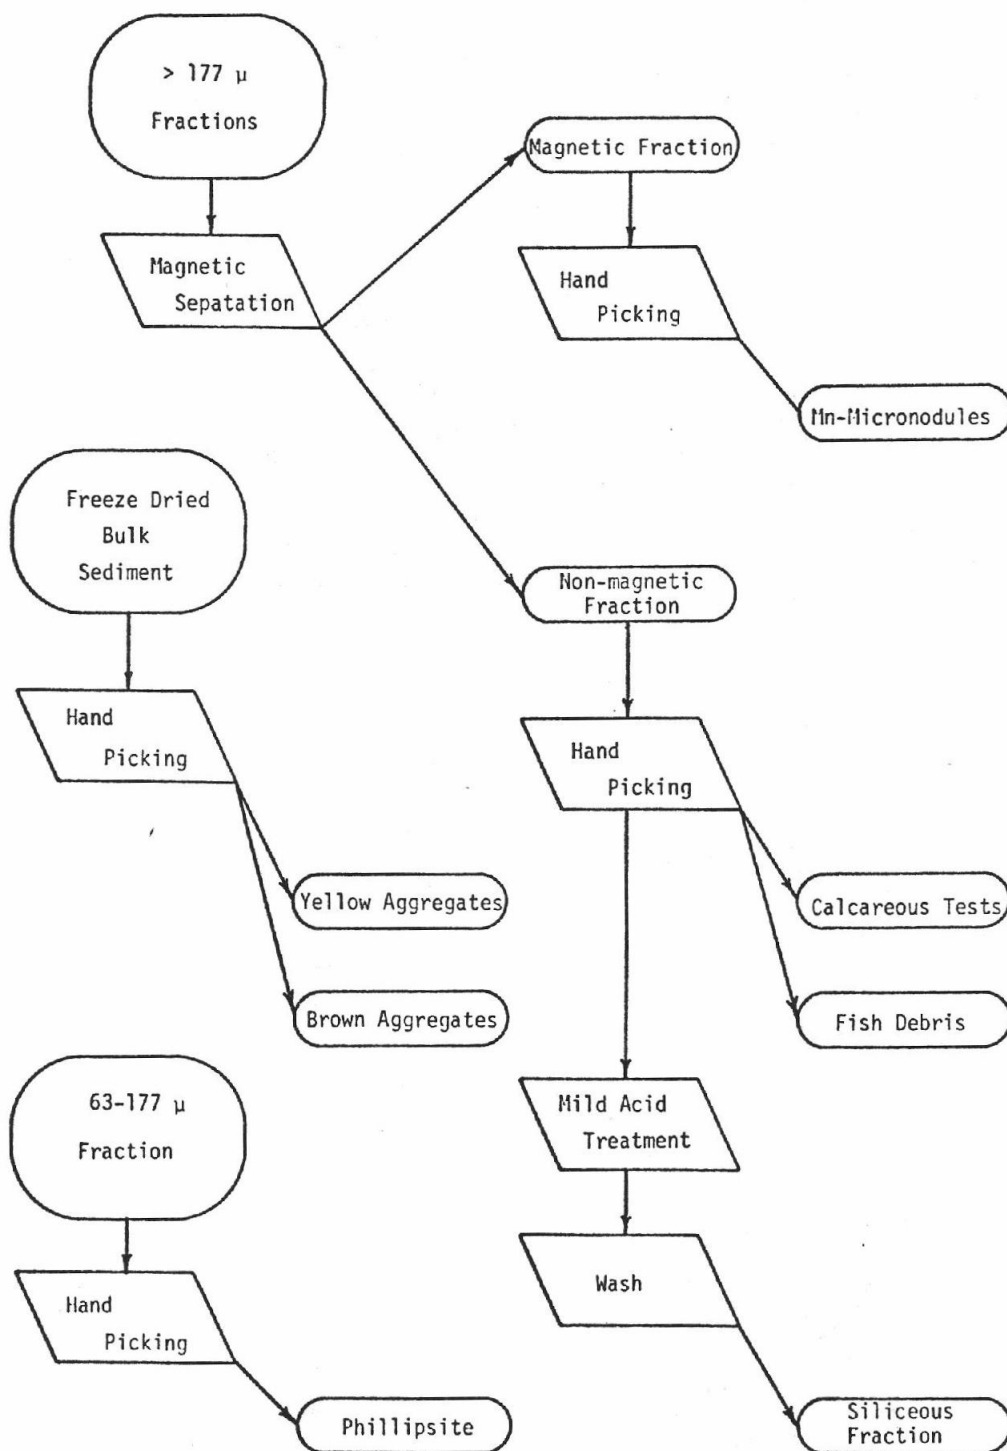 > 177 μ
Fractions
Magnetic
Sepatation
Magnetic Fraction
Hand
Picking
Mn-Micronodules
Freeze Dried
Bulk
Sediment
Hand
Picking
Yellow Aggregates
Brown Aggregates
Non-magnetic
Fraction
Hand
Picking
Calcareous Tests
Fish Debris
Mild Acid
Treatment
Wash
Siliceous
Fraction
63-177 μ
Fraction
Hand
Picking
Phillipsite